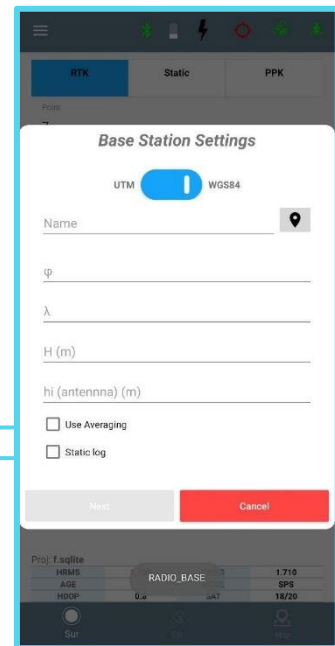 RTK Static PPK
Point
Base Station Settings
UTM WGS84
Name
φ
λ
H (m)
hi (antennna) (m)
Use Averaging
Static log
Next Cancel
Proj: f.sqlite
HRMS 1.710
AGE RADIO_BASE SPS
HDOP 0.8 SAT 18/20
Sur